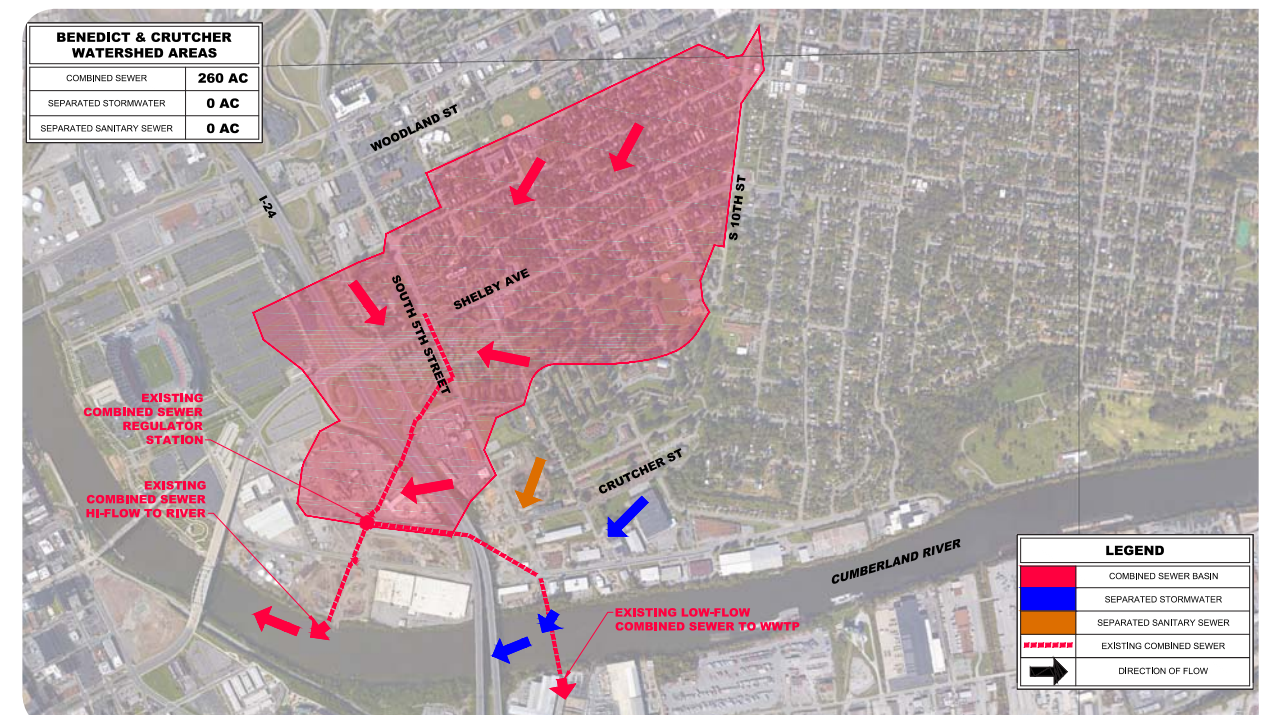 BENEDICT & CRUTCHER
WATERSHED AREAS
COMBINED SEWER 260 AC
SEPARATED STORMWATER 0 AC
SEPARATED SANITARY SEWER 0 AC
WOODLAND ST
I-24
S 10TH ST
SHELBY AVE
SOUTH 5TH STREET
EXISTING
COMBINED SEWER
REGULATOR
STATION
CRUTCHER ST
EXISTING
COMBINED SEWER
HI-FLOW TO RIVER
CUMBERLAND RIVER
EXISTING LOW-FLOW
COMBINED SEWER TO WWTP
LEGEND
COMBINED SEWER BASIN
SEPARATED STORMWATER
SEPARATED SANITARY SEWER
EXISTING COMBINED SEWER
DIRECTION OF FLOW